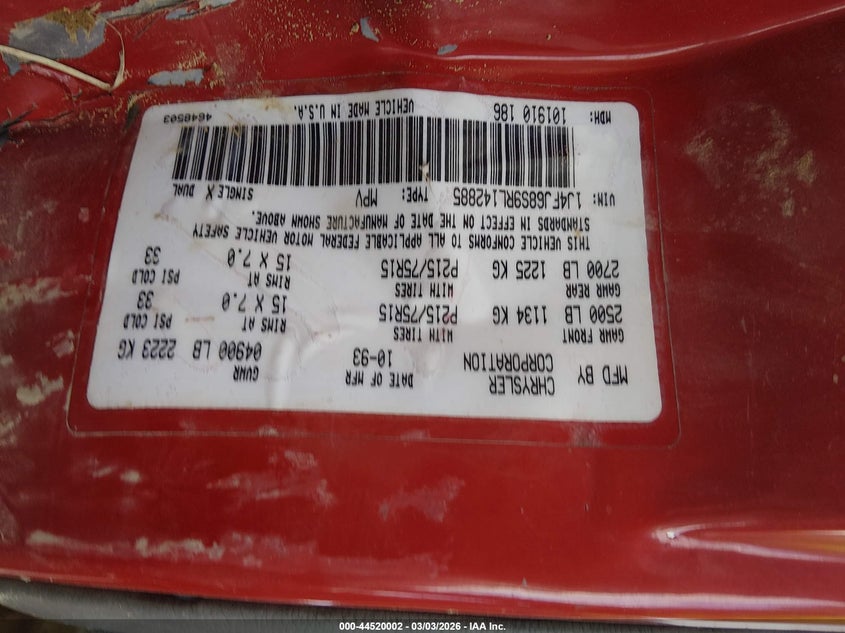 MFD BY CHRYSLER CORPORATION
DATE OF MFR 10-93
GVWR 04900 LB 2223 KG
GAWR FRONT 2500 LB 1134 KG
WITH TIRES P215/75R15
RIMS AT 15 X 7.0
PSI COLD 33
GAWR REAR 2700 LB 1225 KG
WITH TIRES P215/75R15
RIMS AT 15 X 7.0
PSI COLD 33
THIS VEHICLE CONFORMS TO ALL APPLICABLE FEDERAL MOTOR VEHICLE SAFETY
STANDARDS IN EFFECT ON THE DATE OF MANUFACTURE SHOWN ABOVE.
VIN: 1J4FJ68S9RL142885 TYPE: MPV SINGLE X DUAL
MDH: 101910 186 VEHICLE MADE IN U.S.A. 4648503
000-44520002 - 03/03/2026 - IAA Inc.